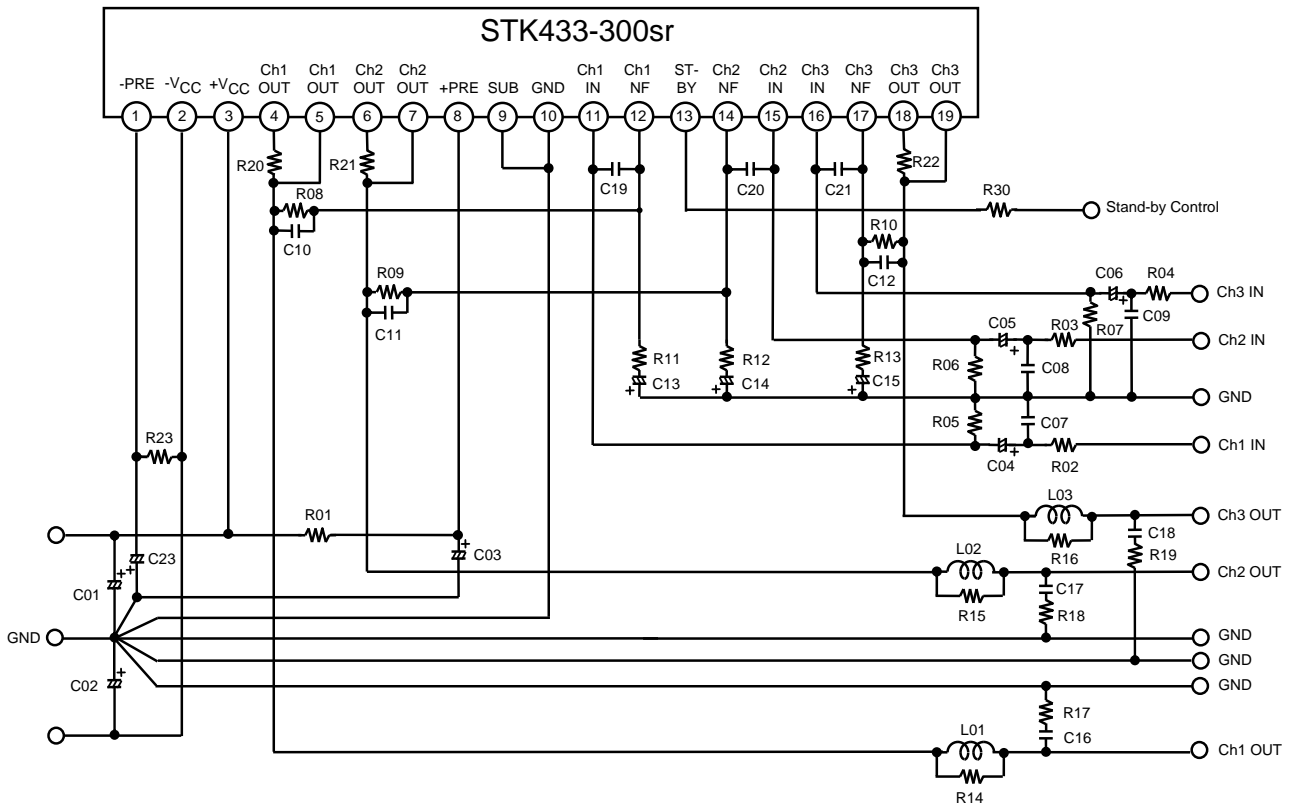 STK433-300sr
-PRE
-VCC
+VCC
Ch1 OUT
Ch1 OUT
Ch2 OUT
Ch2 OUT
+PRE
SUB
GND
Ch1 IN
Ch1 NF
ST-BY
Ch2 NF
Ch2 IN
Ch3 IN
Ch3 NF
Ch3 OUT
Ch3 OUT
1
2
3
4
5
6
7
8
9
10
11
12
13
14
15
16
17
18
19
R20
R21
R22
C19
C20
C21
R08
C10
R30
Stand-by Control
R10
C12
R09
C11
C06
R04
Ch3 IN
+
R07
C09
C05
R03
Ch2 IN
+
R11
R12
R13
R06
C08
+
C13
+
C14
+
C15
GND
R05
C07
R23
C04
+
R02
Ch1 IN
L03
R01
Ch3 OUT
+
C23
+
C03
R16
C18
R19
L02
C01
+
+
Ch2 OUT
C17
R15
R18
GND
GND
GND
C02
+
GND
R17
L01
C16
Ch1 OUT
R14